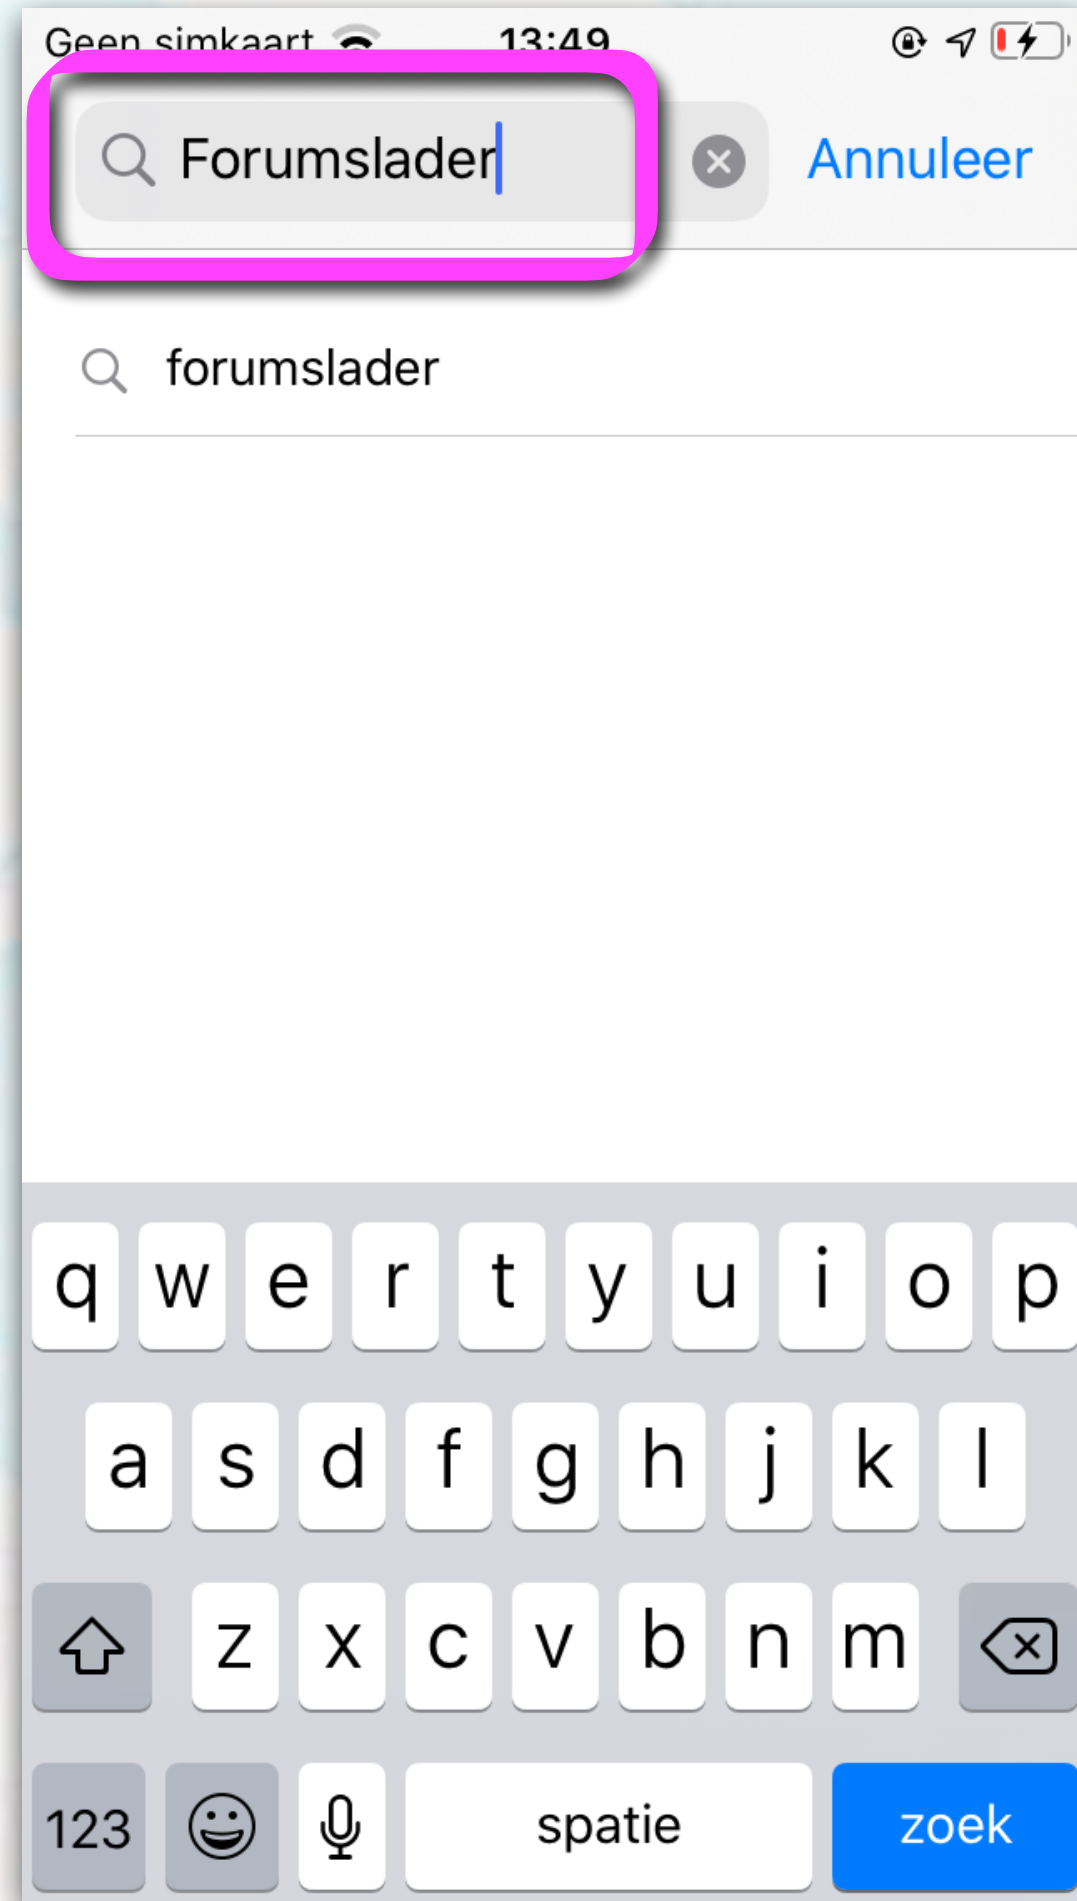 Geen simkaart 13:49
Forumslader Annuleer
forumslader
q w e r t y u i o p
a s d f g h j k l
z x c v b n m
123 spatie zoek